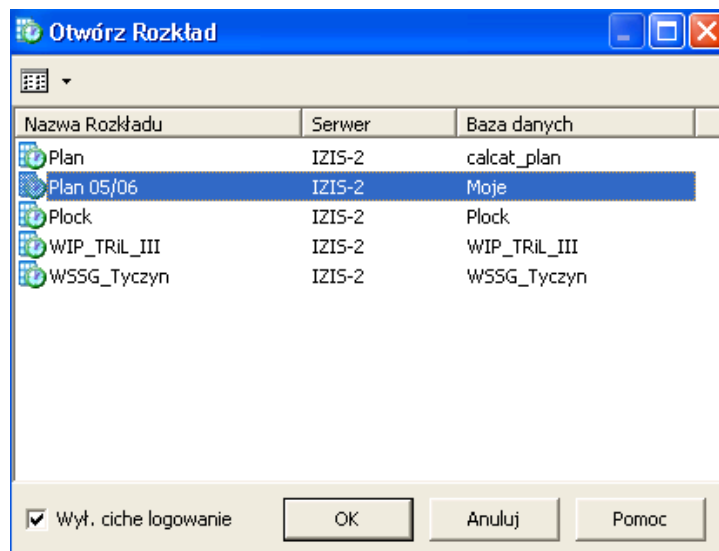 Otwórz Rozkład
Nazwa Rozkładu Serwer Baza danych
Plan IZIS-2 calcat_plan
Plan 05/06 IZIS-2 Moje
Plock IZIS-2 Plock
WIP_TRiL_III IZIS-2 WIP_TRiL_III
WSSG_Tyczyn IZIS-2 WSSG_Tyczyn
Wył. ciche logowanie OK Anuluj Pomoc